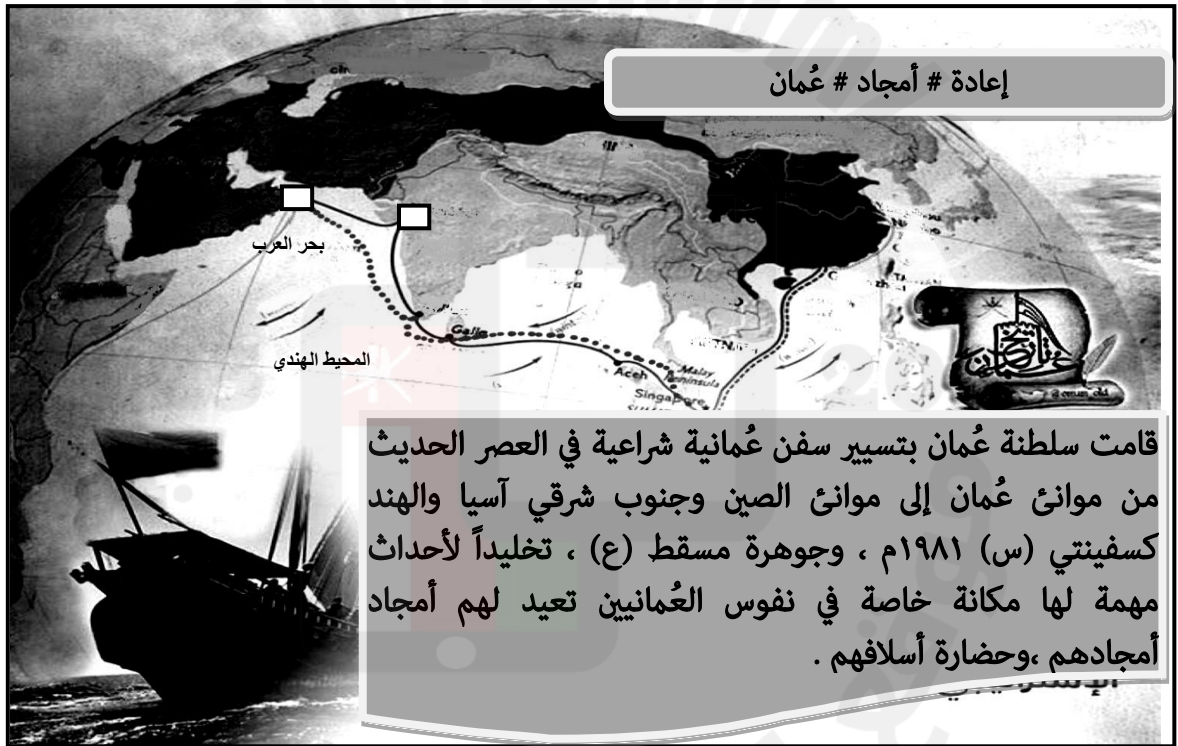 إعادة # أمجاد # عُمان
بحر العرب
المحيط الهندي
Galle
Aceh
Malay
Peninsula
Singapore
قامت سلطنة عُمان بتسيير سفن عُمانية شراعية في العصر الحديث
من موانئ عُمان إلى موانئ الصين وجنوب شرقي آسيا والهند
كسفينتي (س) ١٩٨١م ، وجوهرة مسقط (ع) ، تخليداً لأحداث
مهمة لها مكانة خاصة في نفوس العُمانيين تعيد لهم أمجاد
أمجادهم ،وحضارة أسلافهم .